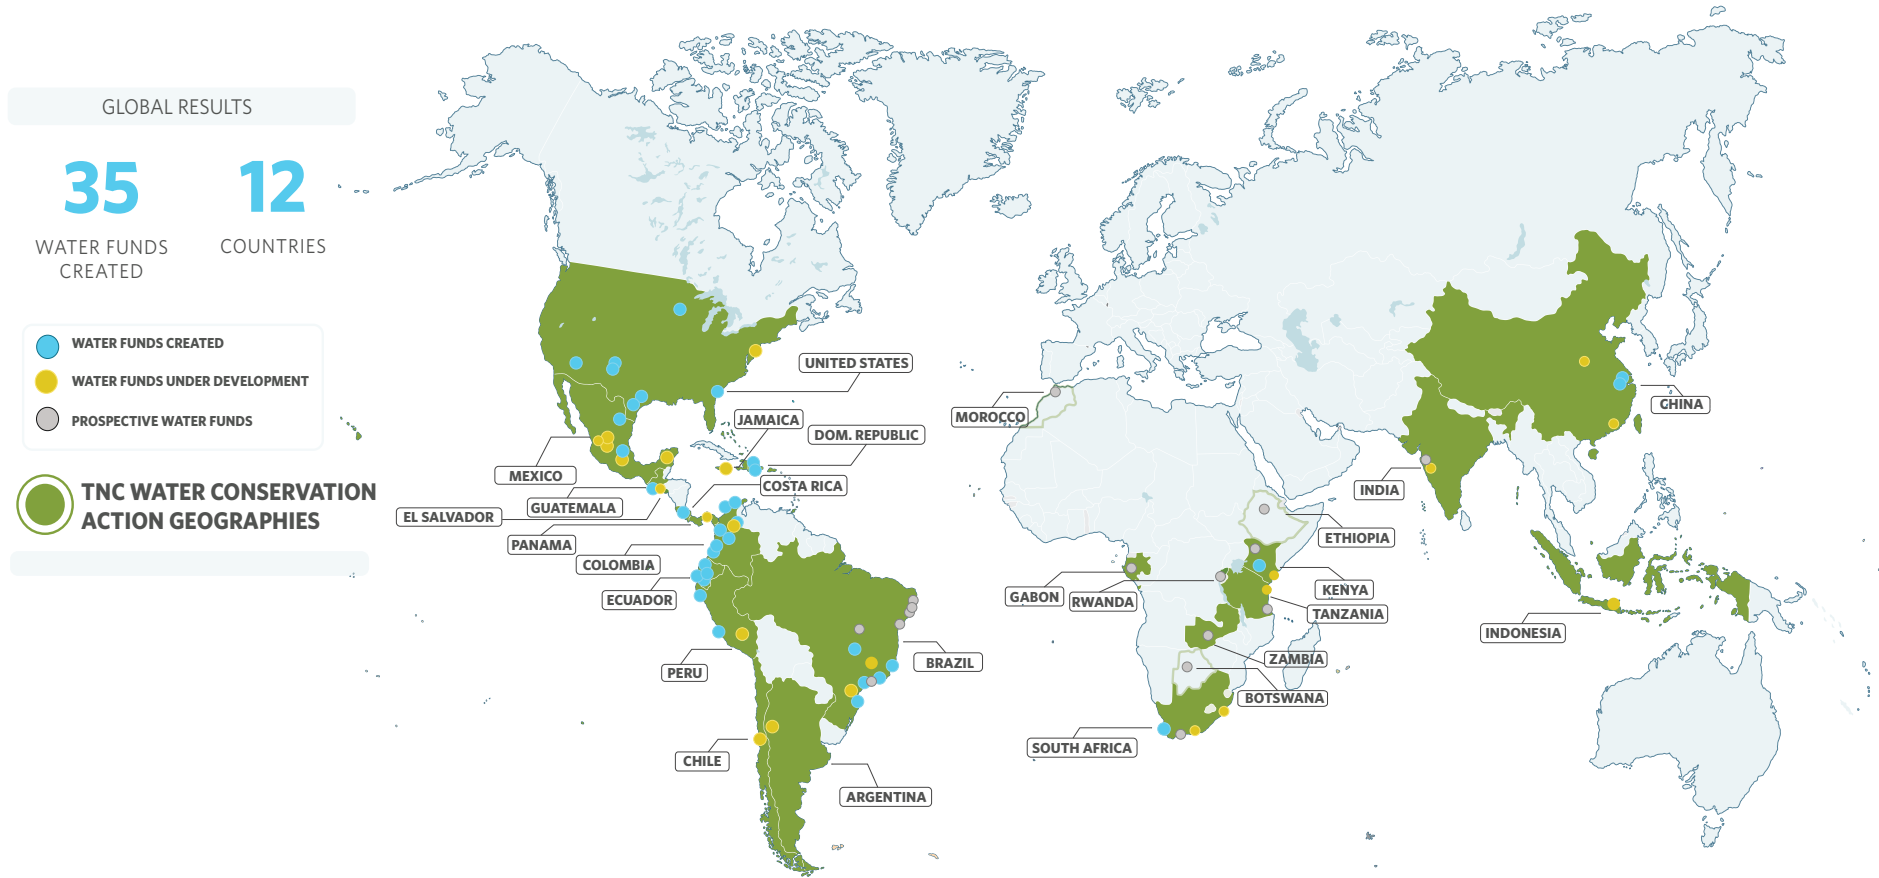 GLOBAL RESULTS
35
12
WATER FUNDS
CREATED
COUNTRIES
WATER FUNDS CREATED
WATER FUNDS UNDER DEVELOPMENT
PROSPECTIVE WATER FUNDS
TNC WATER CONSERVATION
ACTION GEOGRAPHIES
UNITED STATES
JAMAICA
DOM. REPUBLIC
MEXICO
COSTA RICA
GUATEMALA
EL SALVADOR
PANAMA
COLOMBIA
ECUADOR
PERU
BRAZIL
CHILE
ARGENTINA
MOROCCO
CHINA
INDIA
ETHIOPIA
GABON
RWANDA
KENYA
TANZANIA
INDONESIA
ZAMBIA
BOTSWANA
SOUTH AFRICA